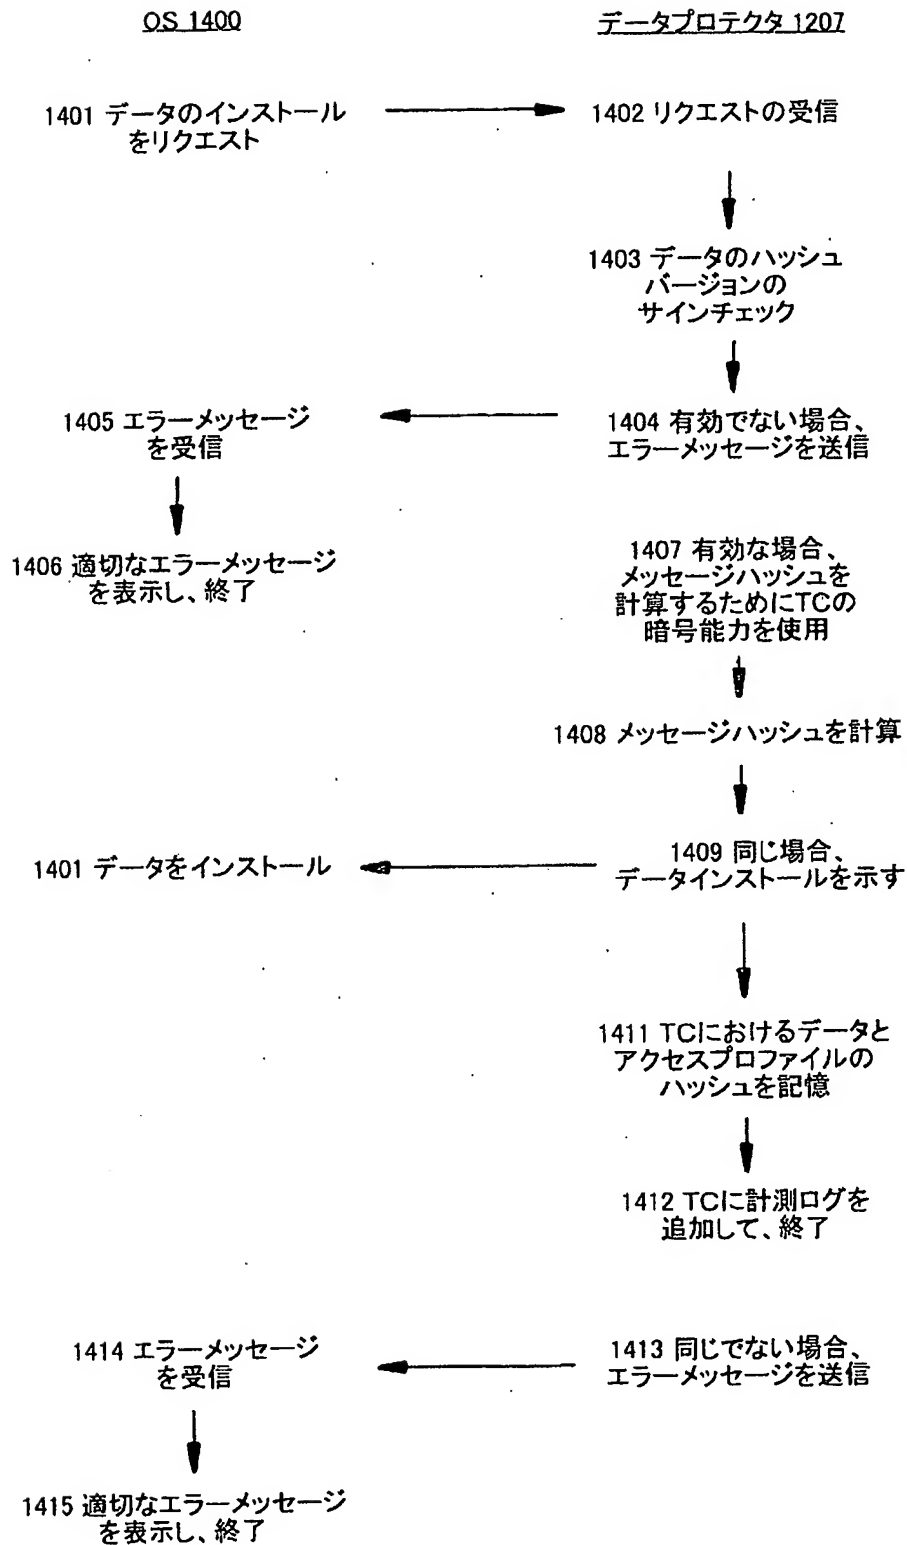 OS 1400
データプロテクタ 1207
1401 データのインストール
をリクエスト
1402 リクエストの受信
1403 データのハッシュ
バージョンの
サインチェック
1404 有効でない場合、
エラーメッセージを送信
1405 エラーメッセージ
を受信
1406 適切なエラーメッセージ
を表示し、終了
1407 有効な場合、
メッセージハッシュを
計算するためにTCの
暗号能力を使用
1408 メッセージハッシュを計算
1409 同じ場合、
データインストールを示す
1401 データをインストール
1411 TCにおけるデータと
アクセスプロファイルの
ハッシュを記憶
1412 TCに計測ログを
追加して、終了
1413 同じでない場合、
エラーメッセージを送信
1414 エラーメッセージ
を受信
1415 適切なエラーメッセージ
を表示し、終了